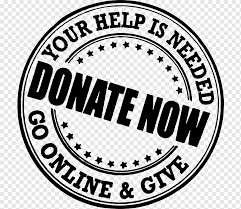 YOUR HELP IS NEEDED
DONATE NOW
GO ONLINE & GIVE